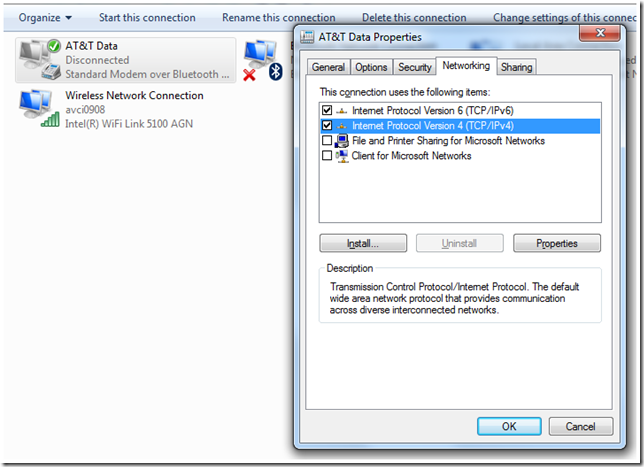 Organize Start this connection Rename this connection Delete this connection Change settings of this connec
AT&T Data
Disconnected
Standard Modem over Bluetooth ...
Wireless Network Connection
avci0908
Intel(R) WiFi Link 5100 AGN
AT&T Data Properties
General Options Security Networking Sharing
This connection uses the following items:
Internet Protocol Version 6 (TCP/IPv6)
Internet Protocol Version 4 (TCP/IPv4)
File and Printer Sharing for Microsoft Networks
Client for Microsoft Networks
Install... Uninstall Properties
Description
Transmission Control Protocol/Internet Protocol. The default
wide area network protocol that provides communication
across diverse interconnected networks.
OK Cancel